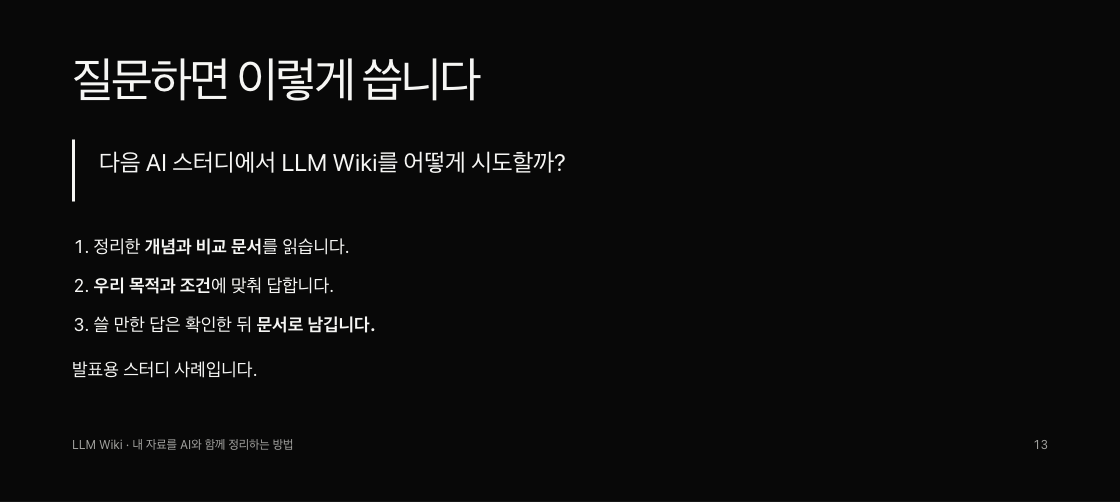 질문하면 이렇게 씁니다
다음 AI 스터디에서 LLM Wiki를 어떻게 시도할까?
1. 정리한 개념과 비교 문서를 읽습니다.
2. 우리 목적과 조건에 맞춰 답합니다.
3. 쓸 만한 답은 확인한 뒤 문서로 남깁니다.
발표용 스터디 사례입니다.
LLM Wiki · 내 자료를 AI와 함께 정리하는 방법
13